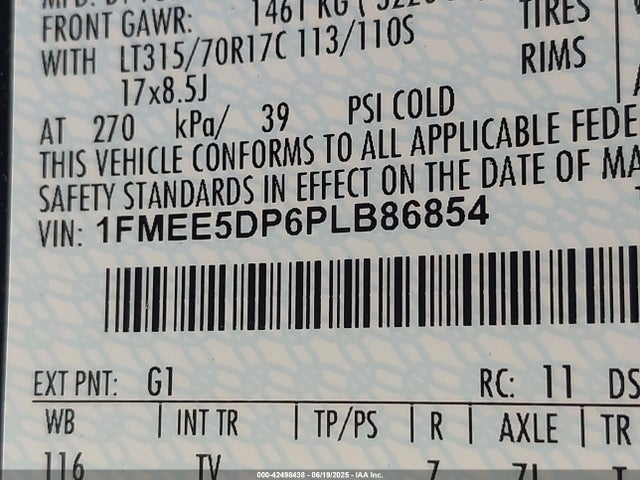 FRONT GAWR: 1461 KG
TIRES
WITH LT315/70R17C 113/110S
RIMS
17x8.5J
AT 270 kPa/ 39 PSI COLD
THIS VEHICLE CONFORMS TO ALL APPLICABLE FEDE
SAFETY STANDARDS IN EFFECT ON THE DATE OF MA
VIN: 1FMEE5DP6PLB86854
EXT PNT: G1 RC: 11 DS
WB INT TR TP/PS R AXLE TR
116 TV 7
000-42498438 - 06/19/2025 - IAA Inc.